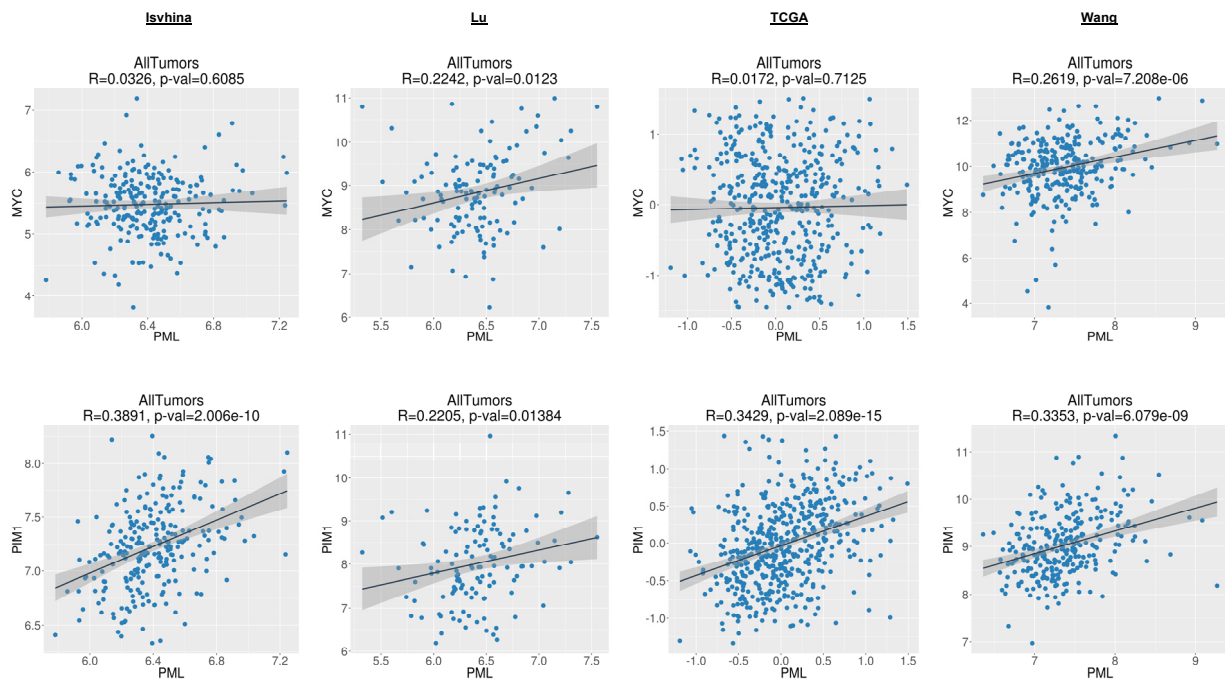 Isvhina Lu TCGA Wang
AllTumors AllTumors AllTumors AllTumors
R=0.0326, p-val=0.6085 R=0.2242, p-val=0.0123 R=0.0172, p-val=0.7125 R=0.2619, p-val=7.208e-06
MYC
7
6
5
4
6.0 6.4 6.8 7.2
PML
MYC
11
10
9
8
7
6
5.5 6.0 6.5 7.0 7.5
PML
MYC
1
0
-1
-1.0 -0.5 0.0 0.5 1.0 1.5
PML
MYC
12
10
8
6
4
7 8 9
PML
AllTumors AllTumors AllTumors AllTumors
R=0.3891, p-val=2.006e-10 R=0.2205, p-val=0.01384 R=0.3429, p-val=2.089e-15 R=0.3353, p-val=6.079e-09
PIM1
8.0
7.5
7.0
6.5
6.0 6.4 6.8 7.2
PML
PIM1
11
10
9
8
7
6
5.5 6.0 6.5 7.0 7.5
PML
PIM1
1.5
1.0
0.5
0.0
-0.5
-1.0
-1.0 -0.5 0.0 0.5 1.0 1.5
PML
PIM1
11
10
9
8
7
7 8 9
PML